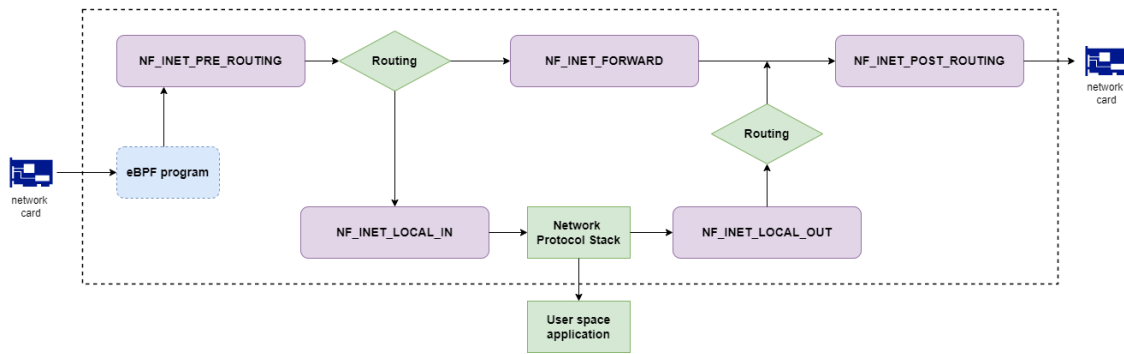 NF_INET_PRE_ROUTING
Routing
NF_INET_FORWARD
NF_INET_POST_ROUTING
network
card
Routing
eBPF program
network
card
NF_INET_LOCAL_IN
Network
Protocol Stack
NF_INET_LOCAL_OUT
User space
application